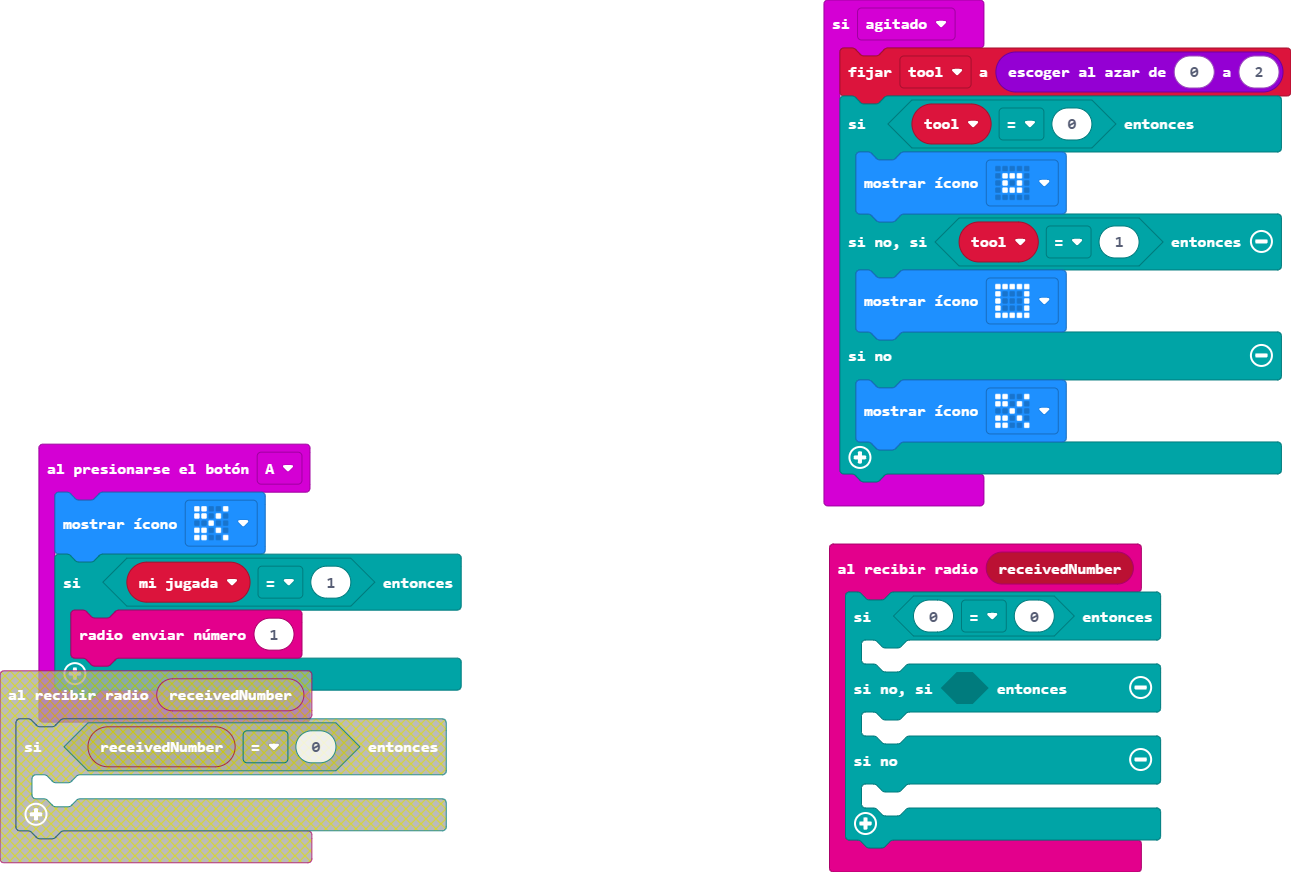 si agitado
fijar tool a escoger al azar de 0 a 2
si tool = 0 entonces
mostrar ícono
si no, si tool = 1 entonces
mostrar ícono
si no
mostrar ícono
al presionarse el botón A
mostrar ícono
si mi jugada = 1 entonces
radio enviar número 1
al recibir radio receivedNumber
si receivedNumber = 0 entonces
al recibir radio receivedNumber
si 0 = 0 entonces
si no, si entonces
si no